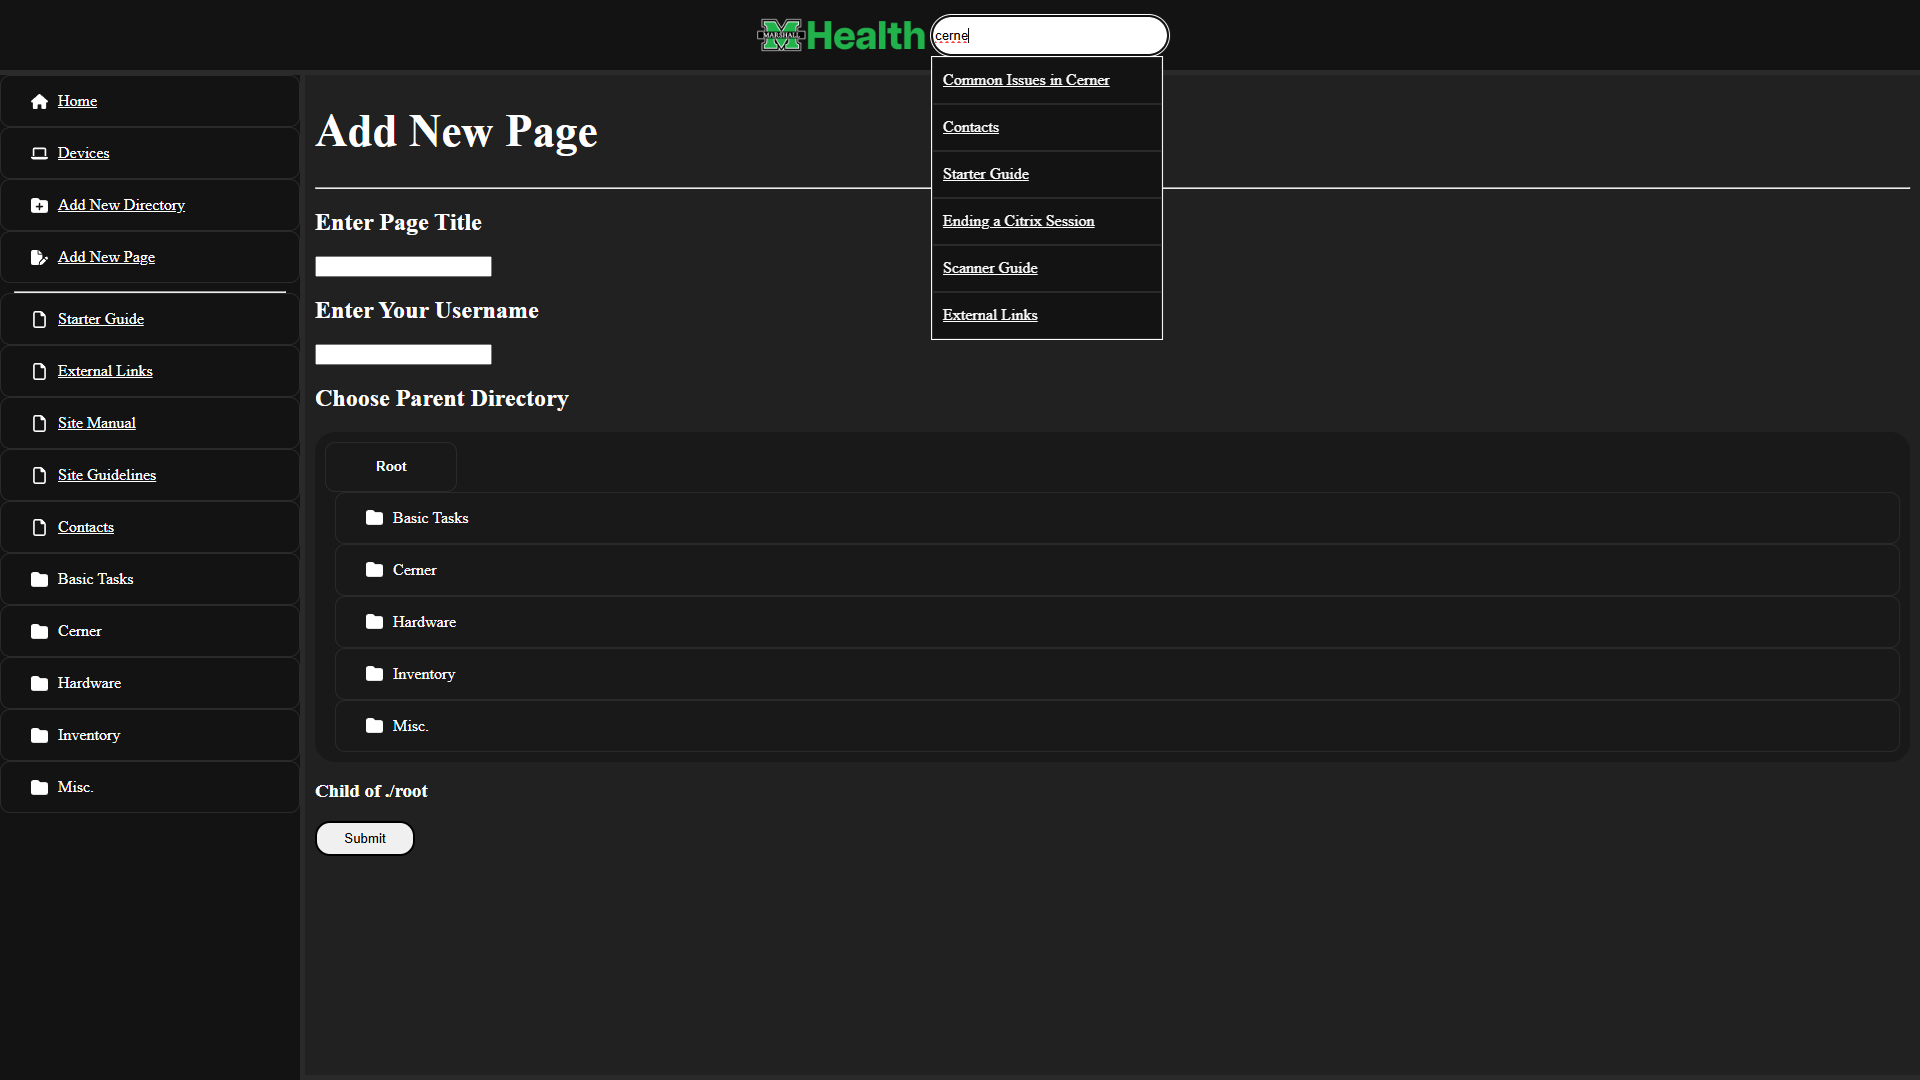 MARSHALL Health
cerne
Common Issues in Cerner
Contacts
Starter Guide
Ending a Citrix Session
Scanner Guide
External Links
Home
Devices
Add New Directory
Add New Page
Starter Guide
External Links
Site Manual
Site Guidelines
Contacts
Basic Tasks
Cerner
Hardware
Inventory
Misc.
Add New Page
Enter Page Title
Enter Your Username
Choose Parent Directory
Root
Basic Tasks
Cerner
Hardware
Inventory
Misc.
Child of ./root
Submit